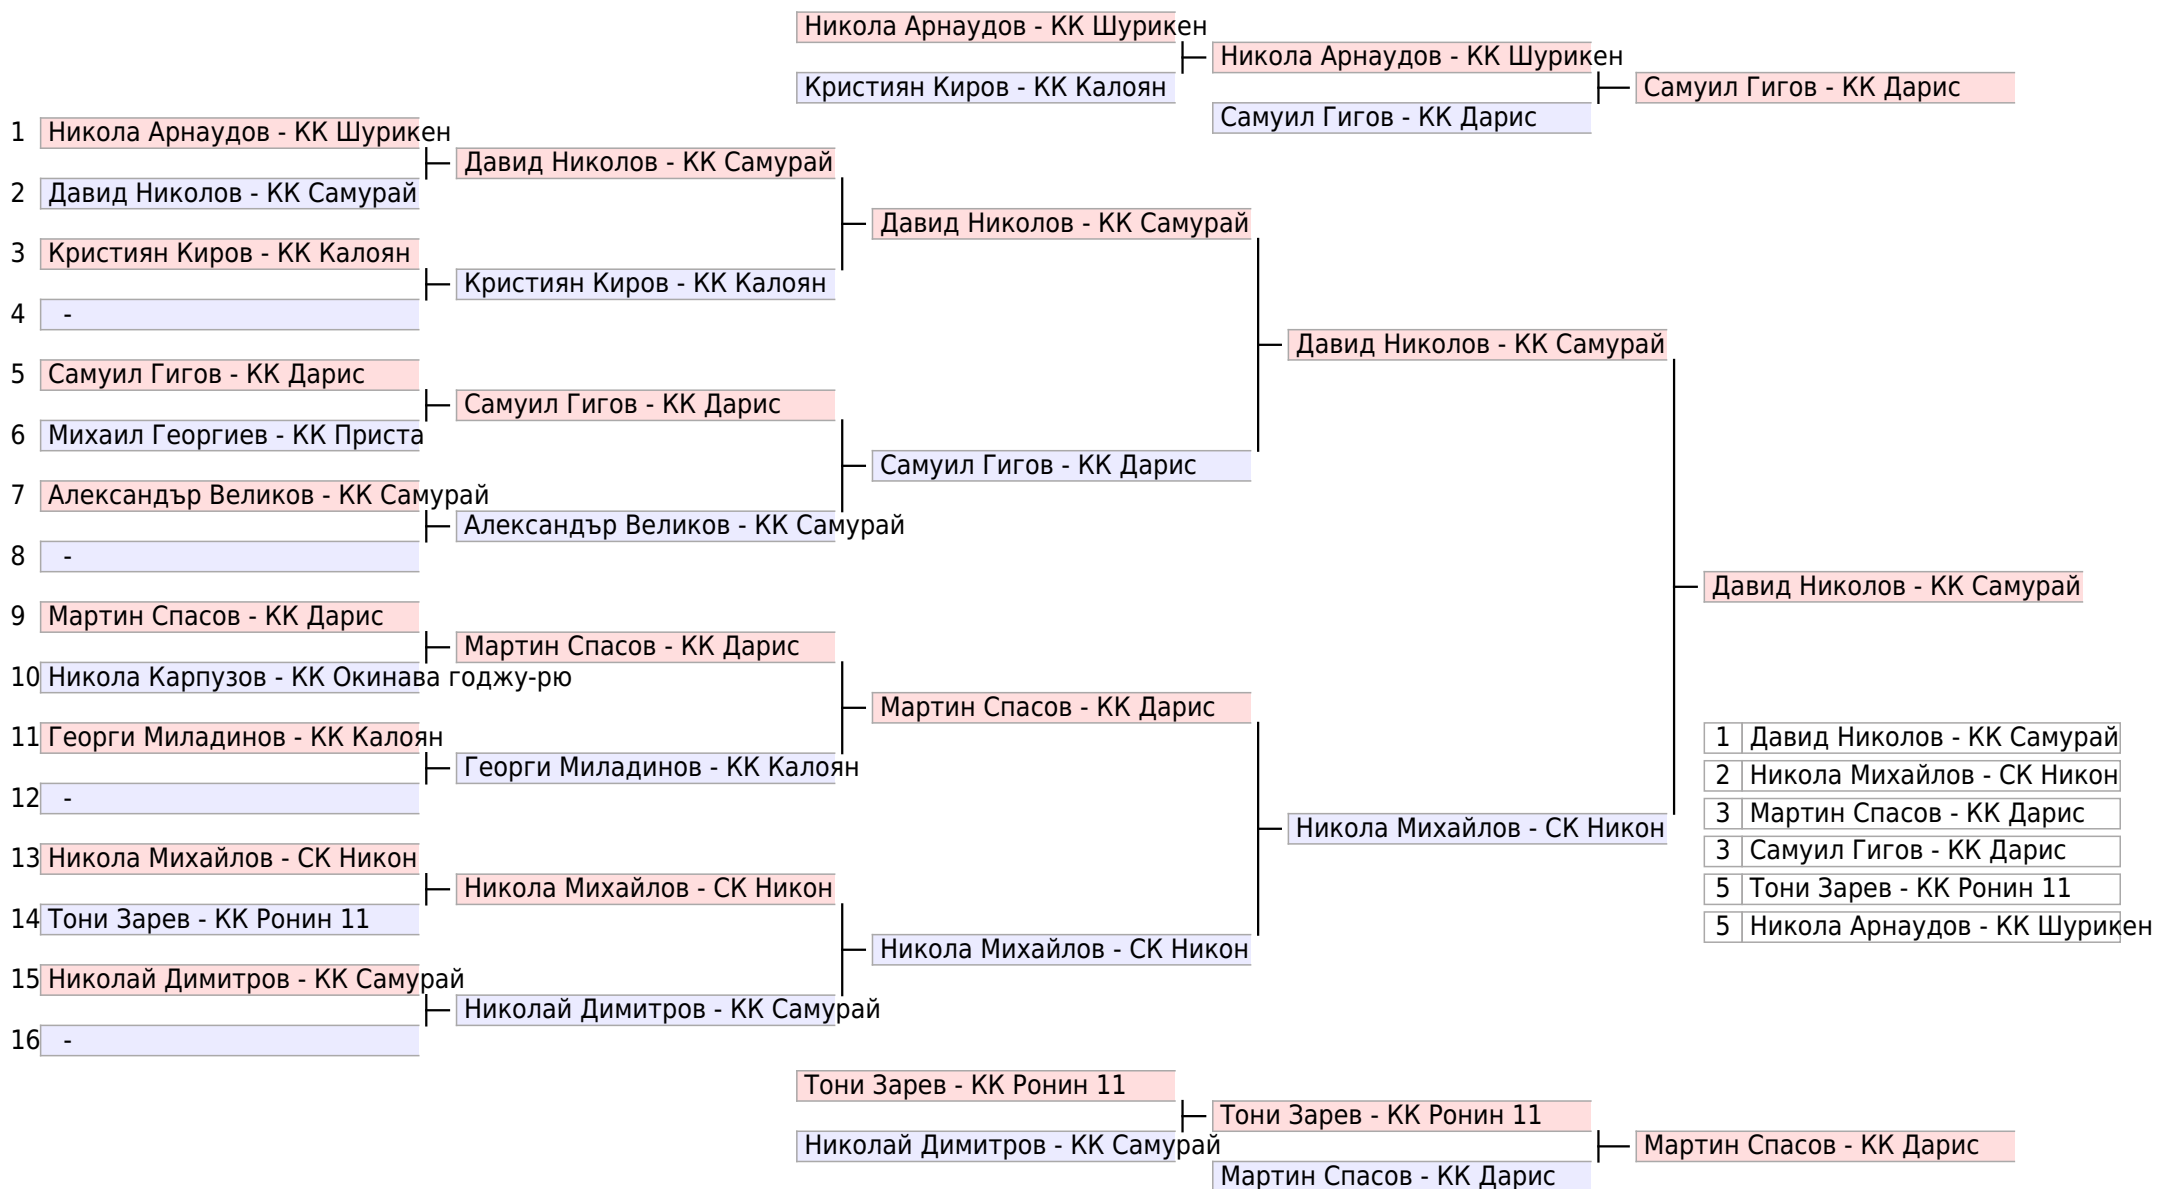 Никола Арнаудов - КК Шурикен
Никола Арнаудов - КК Шурикен
Кристиян Киров - КК Калоян
Самуил Гигов - КК Дарис
Самуил Гигов - КК Дарис
1 Никола Арнаудов - КК Шурикен
Давид Николов - КК Самурай
2 Давид Николов - КК Самурай
Давид Николов - КК Самурай
3 Кристиян Киров - КК Калоян
Кристиян Киров - КК Калоян
4 -
Давид Николов - КК Самурай
5 Самуил Гигов - КК Дарис
Самуил Гигов - КК Дарис
6 Михаил Георгиев - КК Приста
Самуил Гигов - КК Дарис
7 Александър Великов - КК Самурай
Александър Великов - КК Самурай
8 -
Давид Николов - КК Самурай
9 Мартин Спасов - КК Дарис
Мартин Спасов - КК Дарис
10 Никола Карпузов - КК Окинава годжу-рю
Мартин Спасов - КК Дарис
11 Георги Миладинов - КК Калоян
Георги Миладинов - КК Калоян
12 -
Никола Михайлов - СК Никон
13 Никола Михайлов - СК Никон
Никола Михайлов - СК Никон
14 Тони Зарев - КК Ронин 11
Никола Михайлов - СК Никон
15 Николай Димитров - КК Самурай
Николай Димитров - КК Самурай
16 -
1 Давид Николов - КК Самурай
2 Никола Михайлов - СК Никон
3 Мартин Спасов - КК Дарис
3 Самуил Гигов - КК Дарис
5 Тони Зарев - КК Ронин 11
5 Никола Арнаудов - КК Шурикен
Тони Зарев - КК Ронин 11
Тони Зарев - КК Ронин 11
Николай Димитров - КК Самурай
Мартин Спасов - КК Дарис
Мартин Спасов - КК Дарис